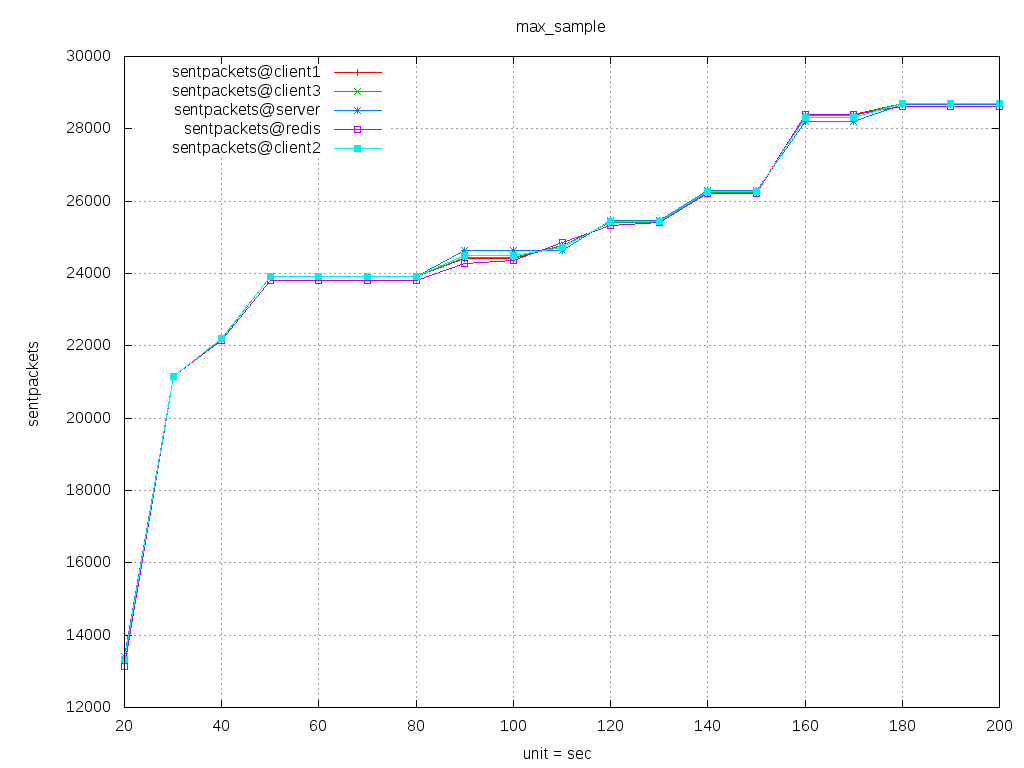 max_sample
30000
28000
26000
24000
22000
20000
18000
16000
14000
12000
sentpackets
sentpackets@client1
sentpackets@client3
sentpackets@server
sentpackets@redis
sentpackets@client2
20 40 60 80 100 120 140 160 180 200
unit = sec